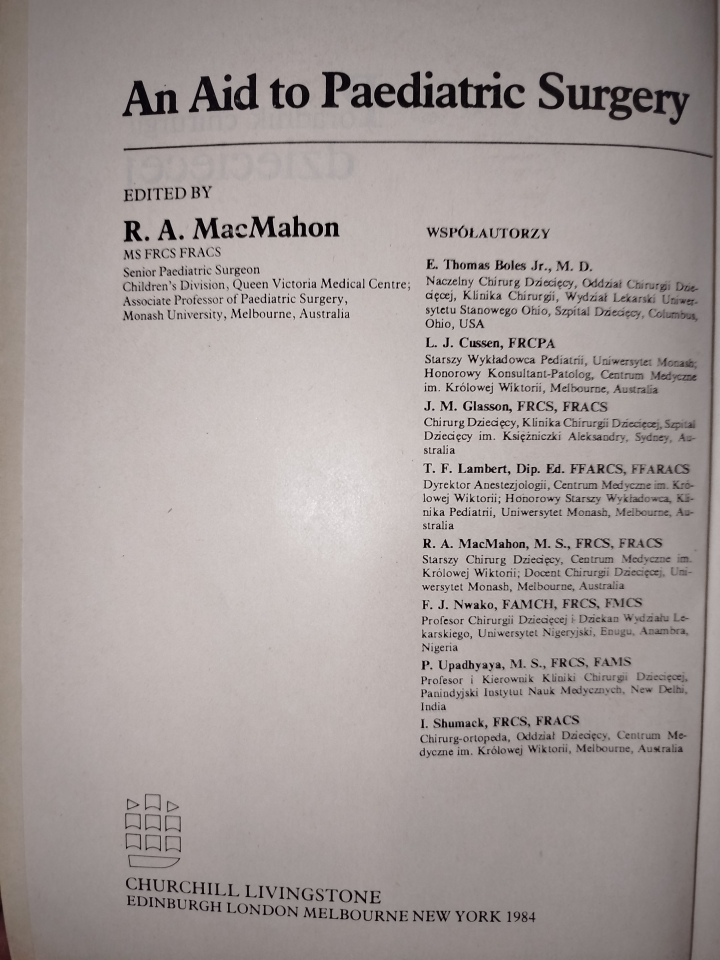 An Aid to Paediatric Surgery
EDITED BY
R. A. MacMahon
MS FRCS FRACS
Senior Paediatric Surgeon
Children's Division, Queen Victoria Medical Centre;
Associate Professor of Paediatric Surgery,
Monash University, Melbourne, Australia
WSPÓŁAUTORZY
E. Thomas Boles Jr., M. D.
Naczelny Chirurg Dziecięcy, Oddział Chirurgii Dzie-
cięcej, Klinika Chirurgii, Wydział Lekarski Uniwer-
sytetu Stanowego Ohio, Szpital Dziecięcy, Columbus,
Ohio, USA
L. J. Cussen, FRCPA
Starszy Wykładowca Pediatrii, Uniwersytet Monash;
Honorowy Konsultant-Patolog, Centrum Medyczne
im. Królowej Wiktorii, Melbourne, Australia
J. M. Glasson, FRCS, FRACS
Chirurg Dziecięcy, Klinika Chirurgii Dziecięcej, Szpital
Dziecięcy im. Księżniczki Aleksandry, Sydney, Au-
stralia
T. F. Lambert, Dip. Ed. FFARCS, FFARACS
Dyrektor Anestezjologii, Centrum Medyczne im. Kró-
lowej Wiktorii; Honorowy Starszy Wykładowca, Kli-
nika Pediatrii, Uniwersytet Monash, Melbourne, Au-
stralia
R. A. MacMahon, M. S., FRCS, FRACS
Starszy Chirurg Dziecięcy, Centrum Medyczne im.
Królowej Wiktorii; Docent Chirurgii Dziecięcej, Uni-
wersytet Monash, Melbourne, Australia
F. J. Nwako, FAMCH, FRCS, FMCS
Profesor Chirurgii Dziecięcej i Dziekan Wydziału Le-
karskiego, Uniwersytet Nigeryjski, Enugu, Anambra,
Nigeria
P. Upadhyaya, M. S., FRCS, FAMS
Profesor i Kierownik Kliniki Chirurgii Dziecięcej,
Panindyjski Instytut Nauk Medycznych, New Delhi,
India
I. Shumack, FRCS, FRACS
Chirurg-ortopeda, Oddział Dziecięcy, Centrum Me-
dyczne im. Królowej Wiktorii, Melbourne, Australia
CHURCHILL LIVINGSTONE
EDINBURGH LONDON MELBOURNE NEW YORK 1984